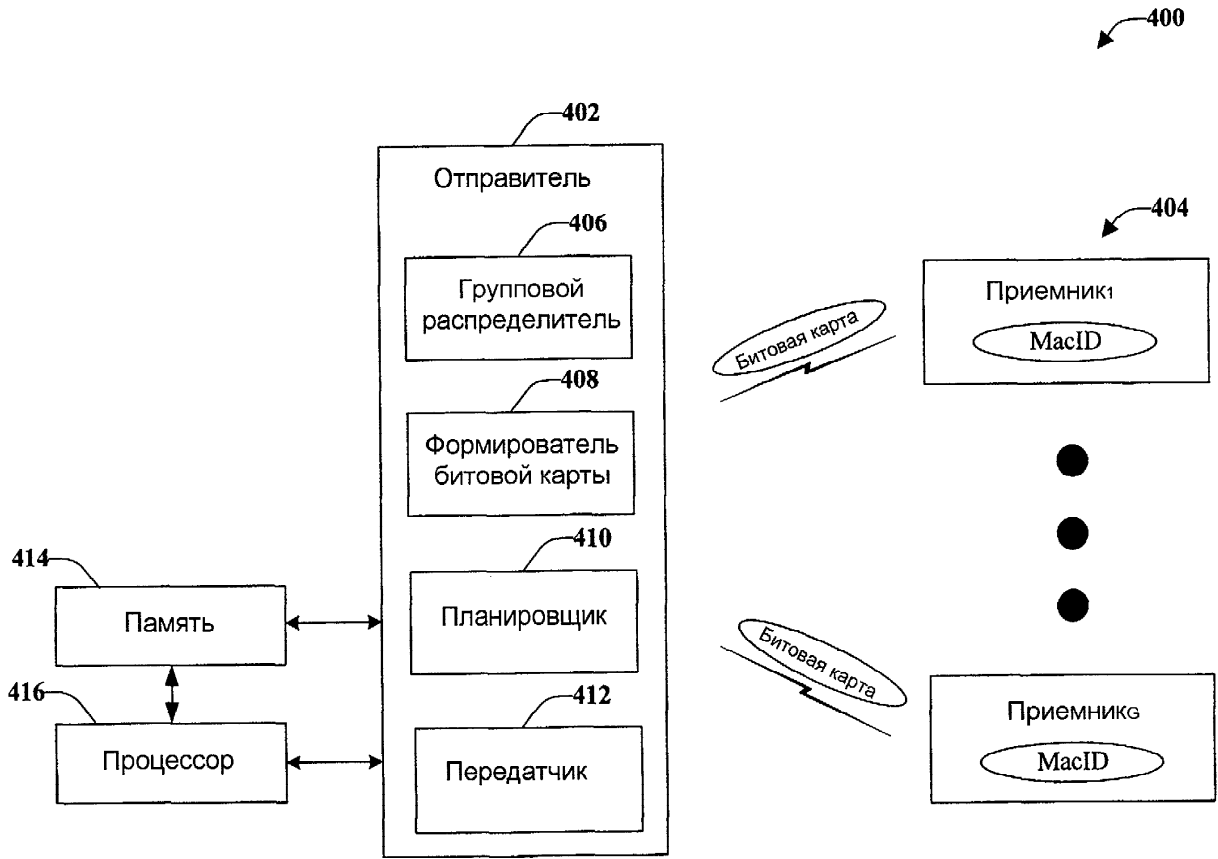 400
402
Отправитель
404
406
Групповой
распределитель
Приемник1
MacID
Битовая карта
408
Формирователь
битовой карты
410
414
Планировщик
Память
Битовая карта
412
416
ПриемникG
Процессор
Передатчик
MacID